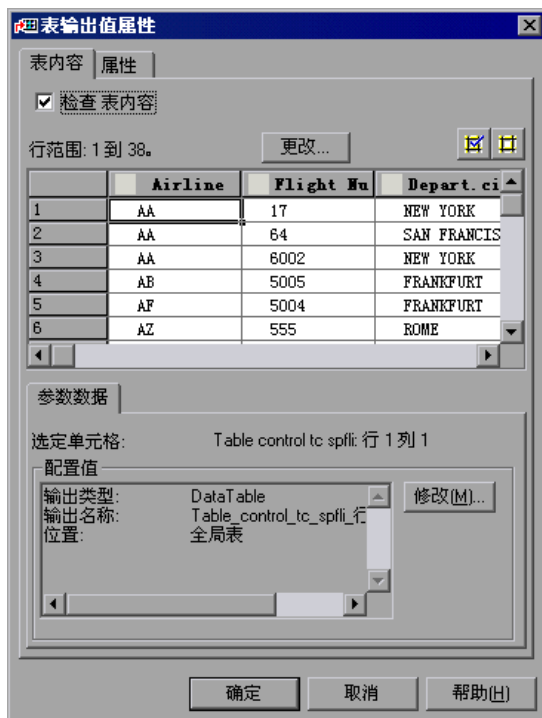 表输出值属性
表内容 属性
检查表内容
行范围: 1 到 38。 更改...
Airline Flight Nu Depart.ci
1 AA 17 NEW YORK
2 AA 64 SAN FRANCIS
3 AA 6002 NEW YORK
4 AB 5005 FRANKFURT
5 AF 5004 FRANKFURT
6 AZ 555 ROME
参数数据
选定单元格: Table control tc spfli: 行 1 列 1
配置值
输出类型: DataTable
输出名称: Table_control_tc_spfli_行
位置: 全局表
修改(M)...
确定 取消 帮助(H)